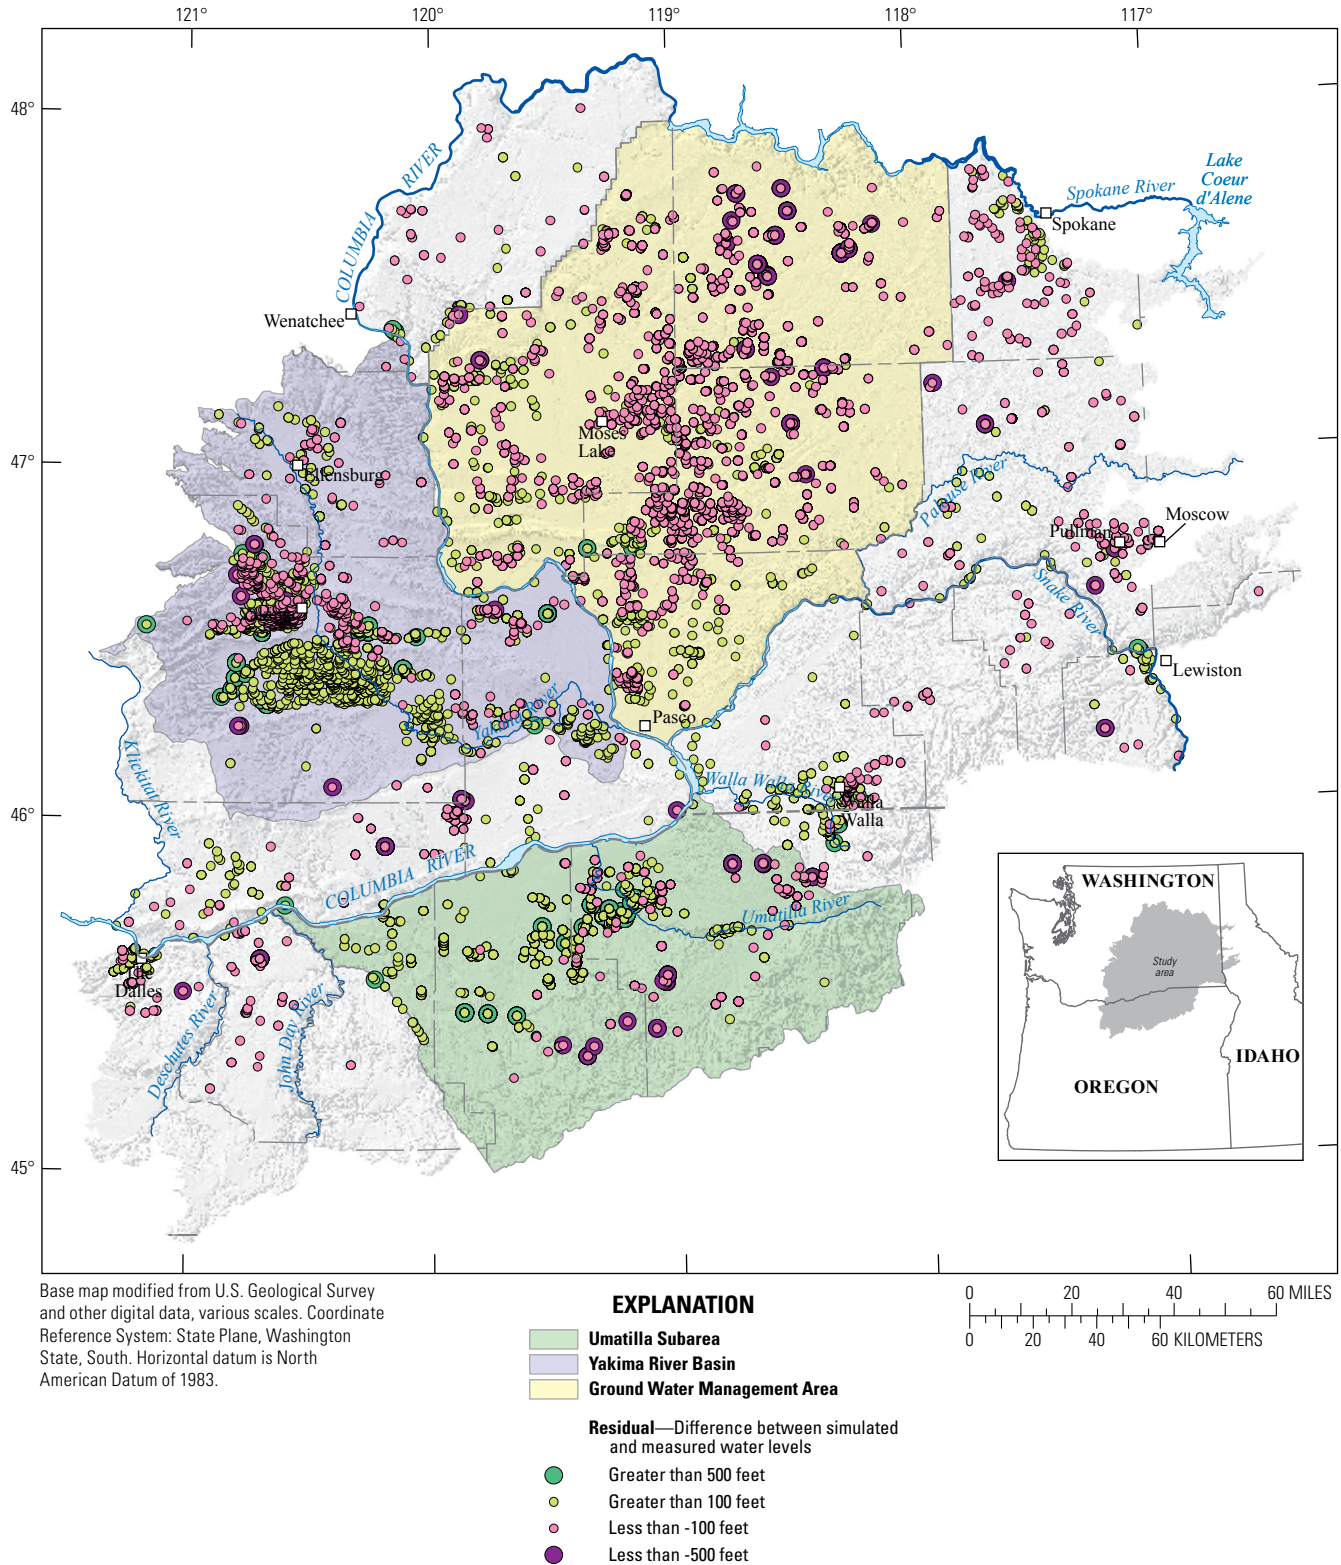 121° 120° 119° 118° 117°
48°
47°
46°
45°
COLUMBIA RIVER
Lake
Coeur
d'Alene
Spokane River
Spokane
Wenatchee
Moses
Lake
Ellensburg
Palouse River
Pullman
Moscow
Snake River
Lewiston
Yakima River
Pasco
Klickitat River
Walla Walla River
Walla
Walla
COLUMBIA RIVER
Umatilla River
The
Dalles
Deschutes River
John Day River
WASHINGTON
Study
area
OREGON
IDAHO
Base map modified from U.S. Geological Survey
and other digital data, various scales. Coordinate
Reference System: State Plane, Washington
State, South. Horizontal datum is North
American Datum of 1983.
0 20 40 60 MILES
0 20 40 60 KILOMETERS
EXPLANATION
Umatilla Subarea
Yakima River Basin
Ground Water Management Area
Residual—Difference between simulated
and measured water levels
Greater than 500 feet
Greater than 100 feet
Less than -100 feet
Less than -500 feet